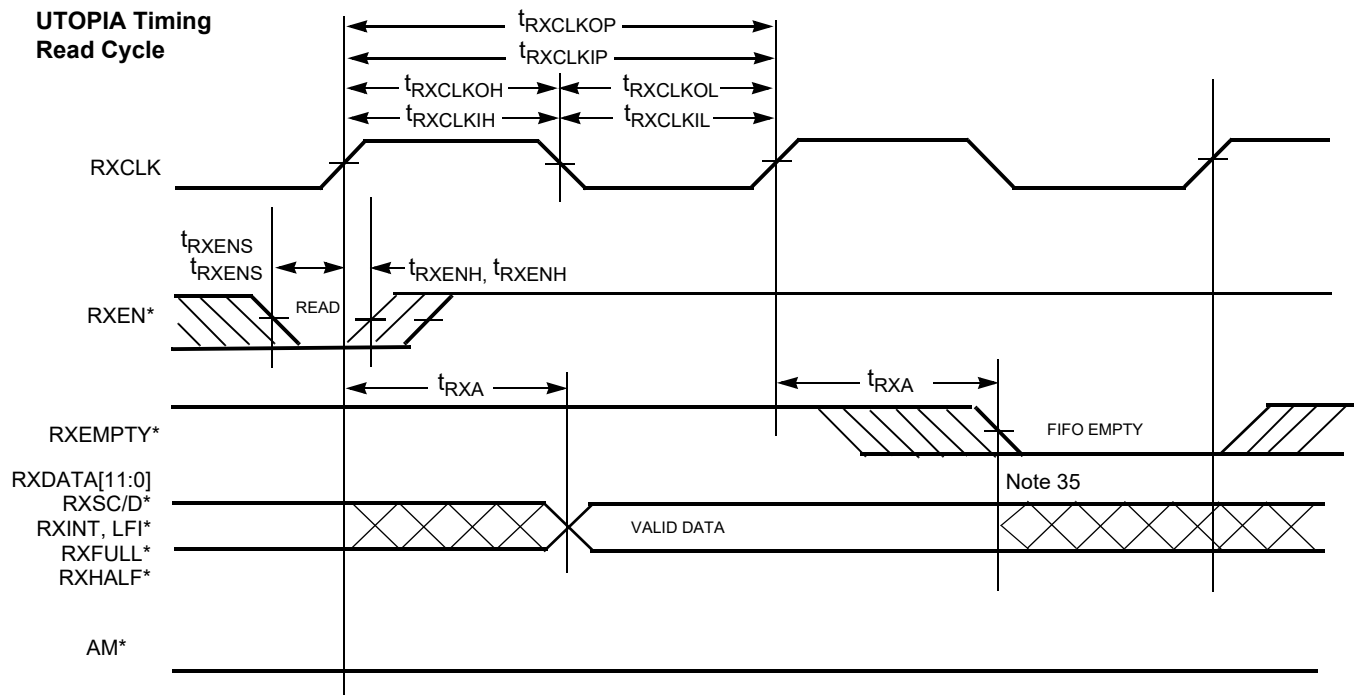 UTOPIA Timing
Read Cycle
tRXCLKOP
tRXCLKIP
tRXCLKOH
tRXCLKOL
tRXCLKIH
tRXCLKIL
RXCLK
tRXENS
tRXENS
tRXENH, tRXENH
READ
RXEN*
tRXA
tRXA
RXEMPTY*
FIFO EMPTY
RXDATA[11:0]
Note 35
RXSC/D*
RXINT, LFI*
VALID DATA
RXFULL*
RXHALF*
AM*